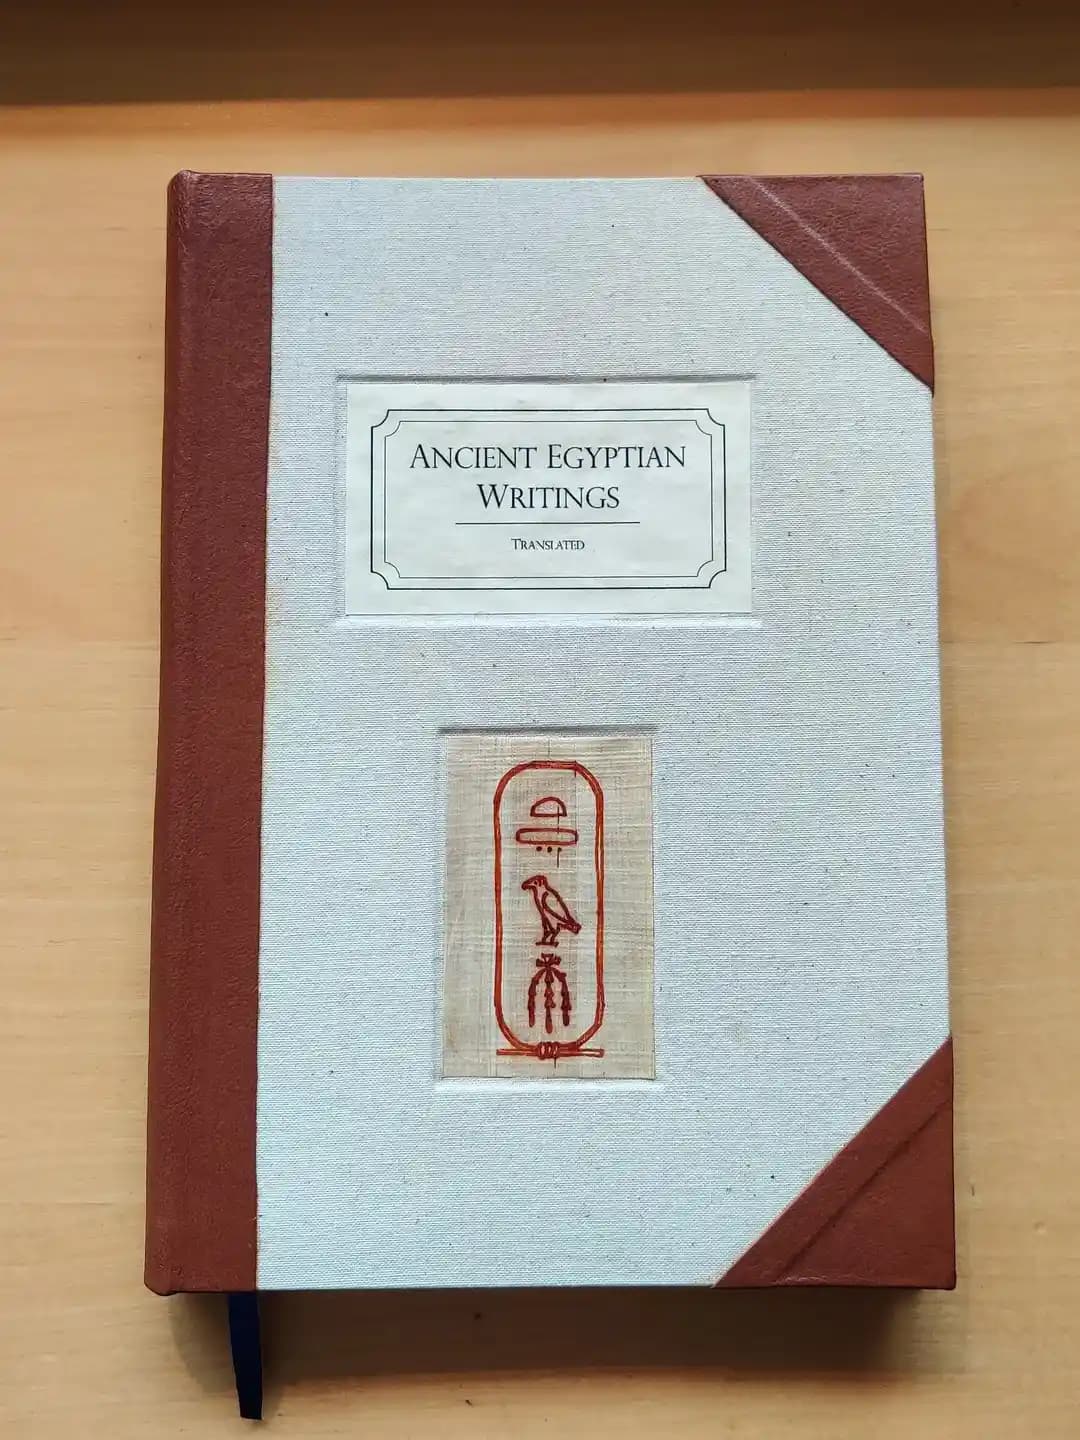 ANCIENT EGYPTIAN
WRITINGS
TRANSLATED
𓏏
𓇾
𓄟